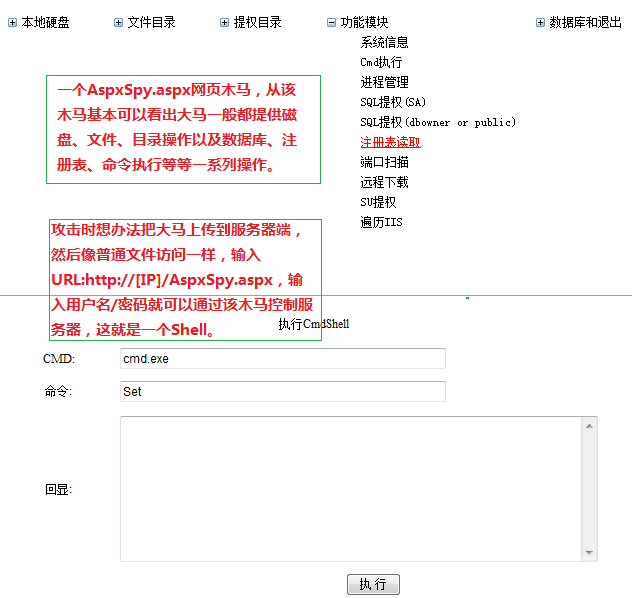 本地硬盘 文件目录 提权目录 功能模块 数据库和退出
系统信息
Cmd执行
进程管理
SQL提权(SA)
SQL提权(dbowner or public)
注册表读取
端口扫描
远程下载
SU提权
遍历IIS
一个AspxSpy.aspx网页木马，从该
木马基本可以看出大马一般都提供磁
盘、文件、目录操作以及数据库、注
册表、命令执行等等一系列操作。
攻击时想办法把大马上传到服务器端，
然后像普通文件访问一样，输入
URL:http://[IP]/AspxSpy.aspx，输
入用户名/密码就可以通过该木马控制服
务器，这就是一个Shell。
执行CmdShell
CMD: cmd.exe
命令: Set
回显:
执 行